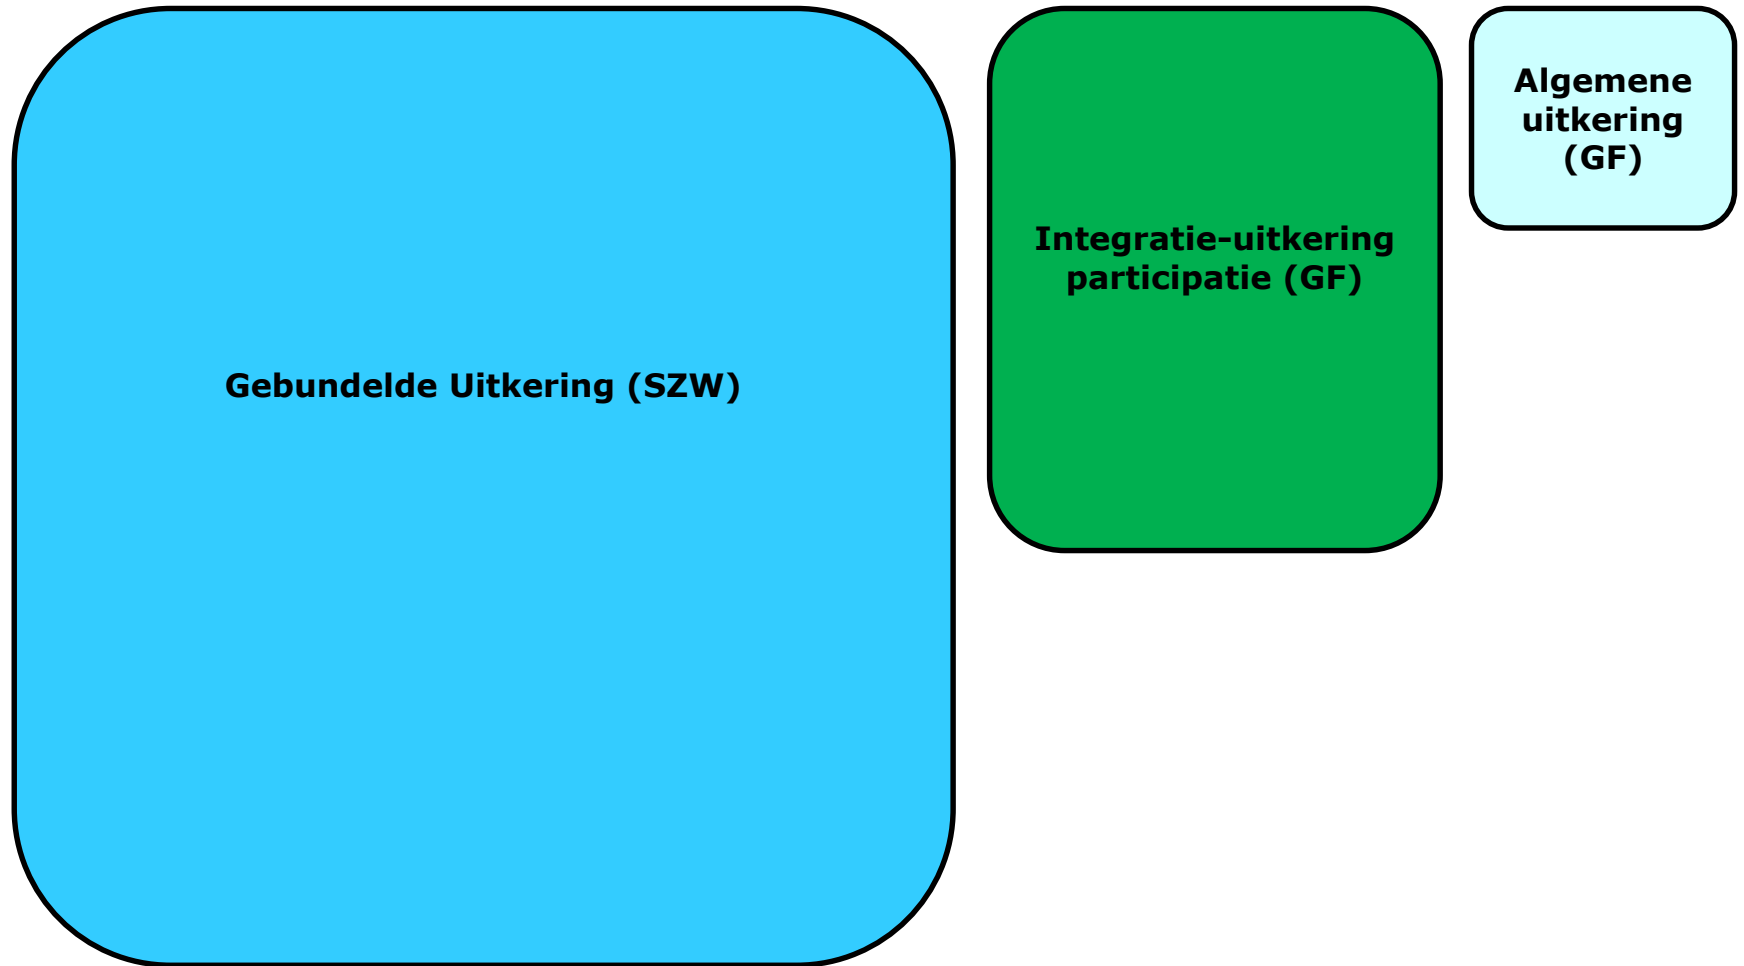 Gebundelde Uitkering (SZW)
Integratie-uitkering
participatie (GF)
Algemene
uitkering
(GF)